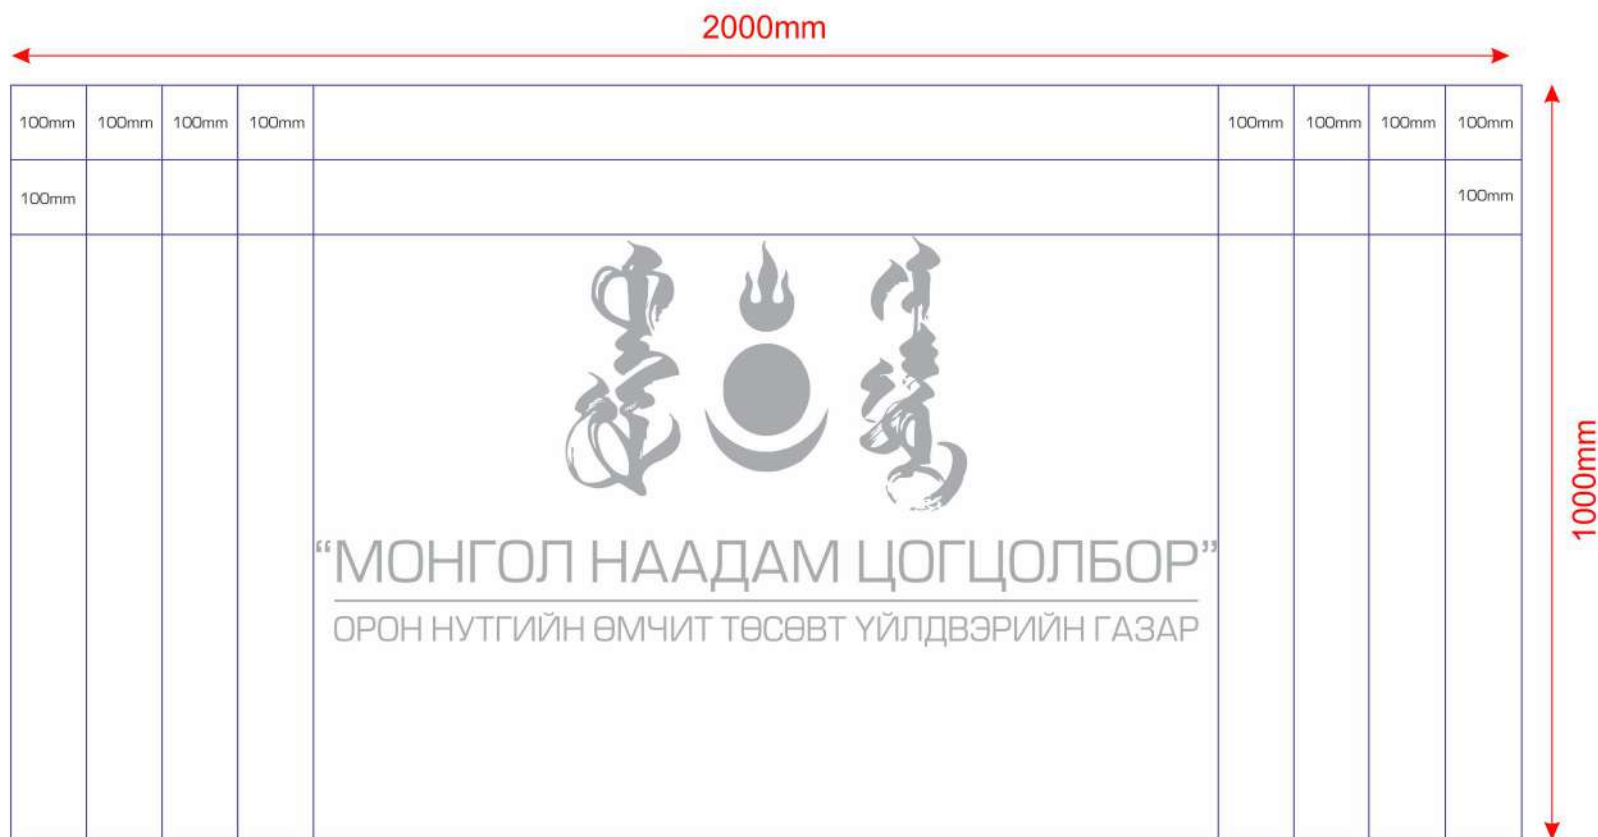 2000mm
100mm 100mm 100mm 100mm 100mm 100mm 100mm 100mm
100mm 100mm
1000mm
“МОНГОЛ НААДАМ ЦОГЦОЛБОР”
ОРОН НУТГИЙН ӨМЧИТ ТӨСӨВТ ҮЙЛДВЭРИЙН ГАЗАР